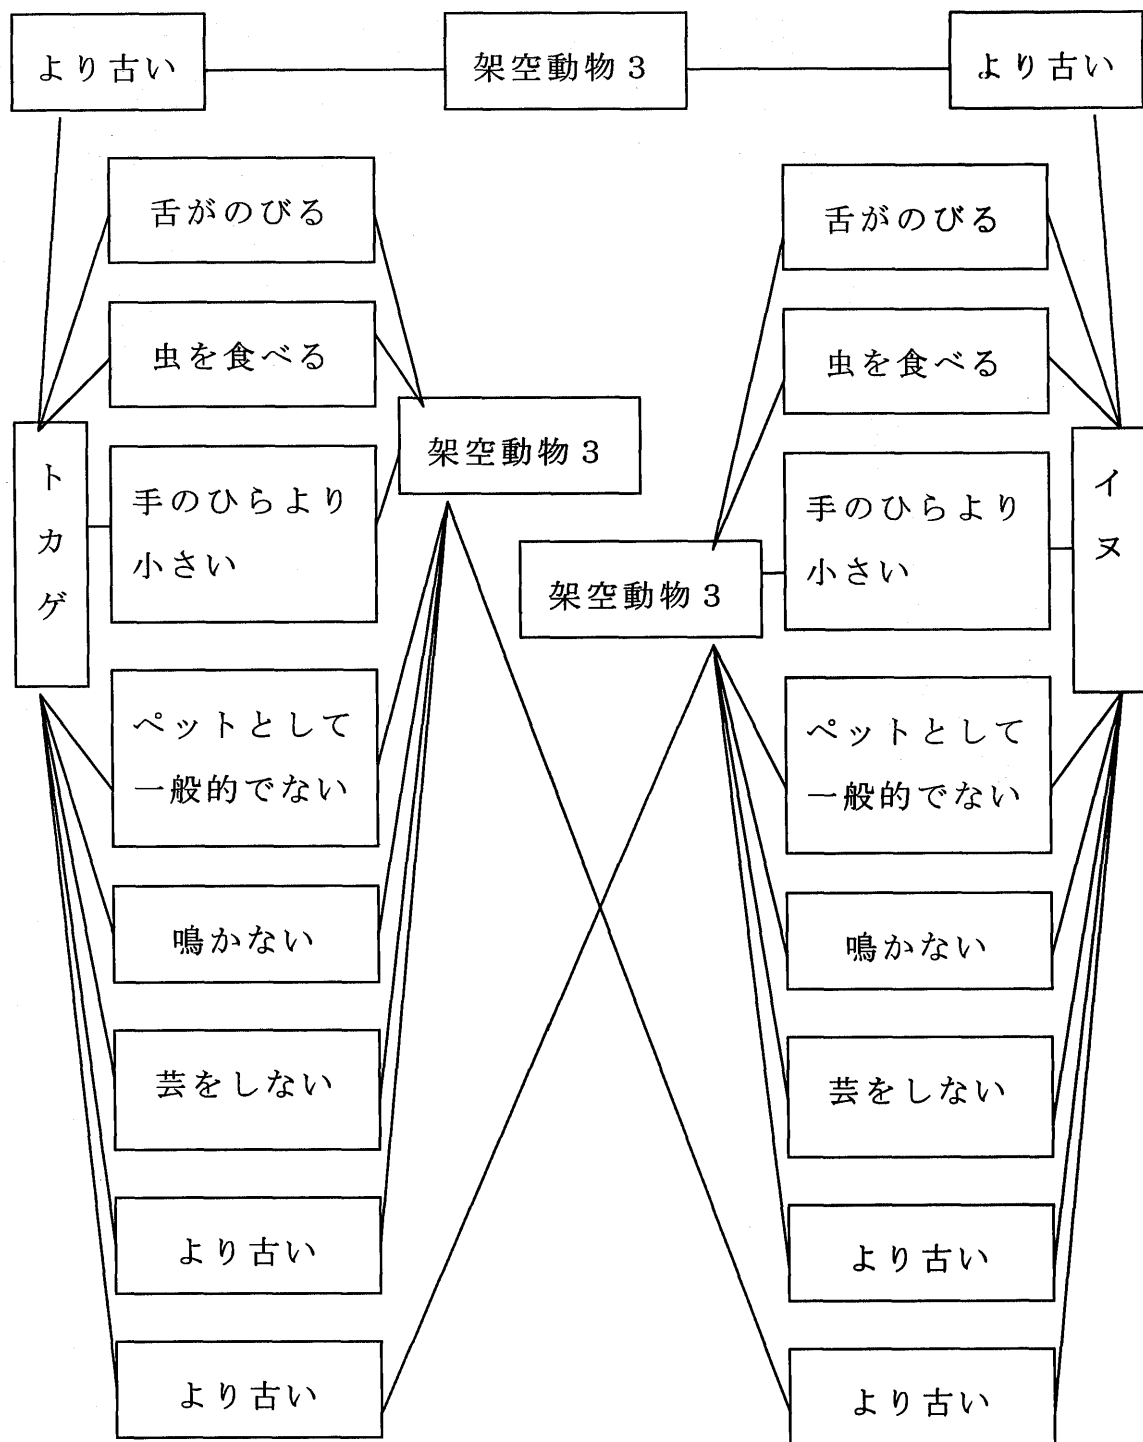 より古い
架空動物3
より古い
舌がのびる
虫を食べる
架空動物3
トカゲ
手のひらより
小さい
ペットとして
一般的でない
鳴かない
芸をしない
より古い
より古い
舌がのびる
虫を食べる
イヌ
手のひらより
小さい
架空動物3
ペットとして
一般的でない
鳴かない
芸をしない
より古い
より古い